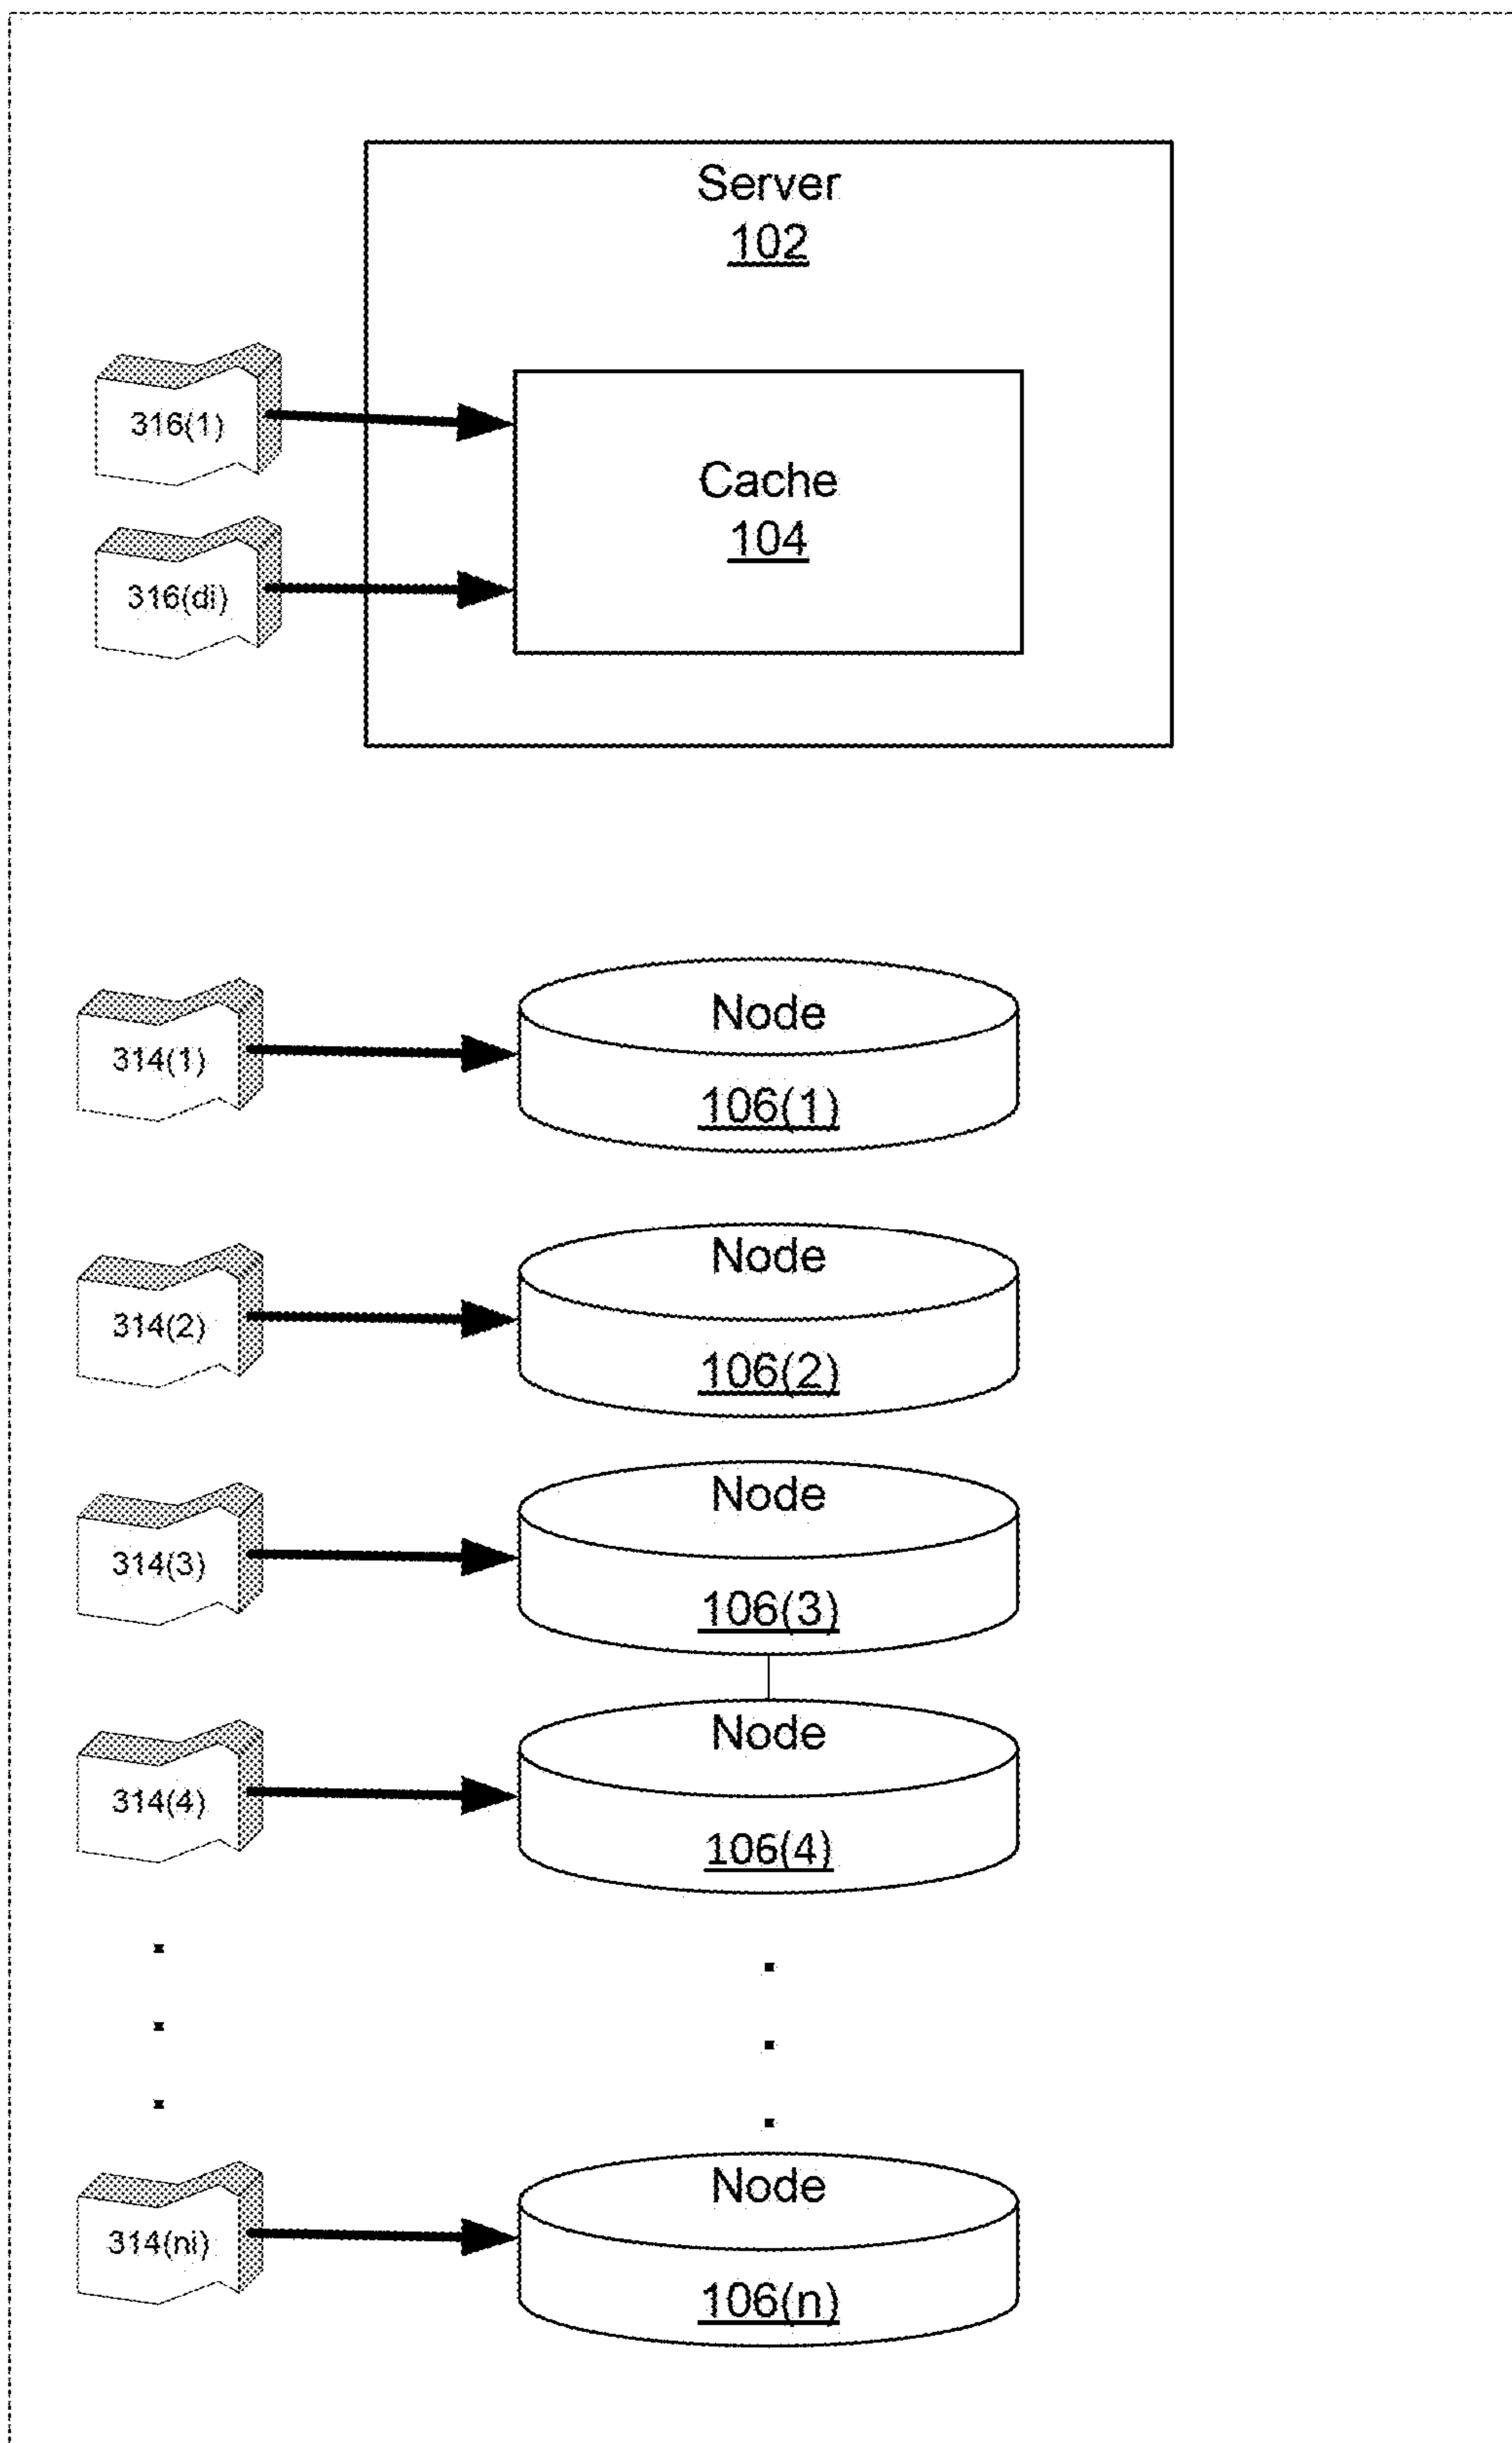 Server
102
316(1)
Cache
104
316(di)
Node
314(1)
106(1)
Node
314(2)
106(2)
Node
314(3)
106(3)
Node
314(4)
106(4)
Node
314(ni)
106(n)